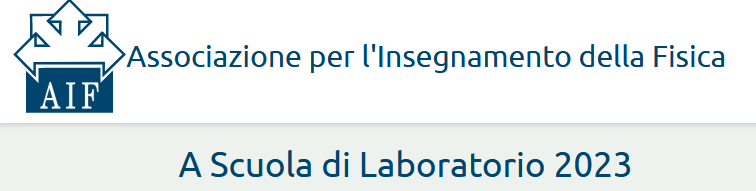 AIF
Associazione per l'Insegnamento della Fisica
A Scuola di Laboratorio 2023